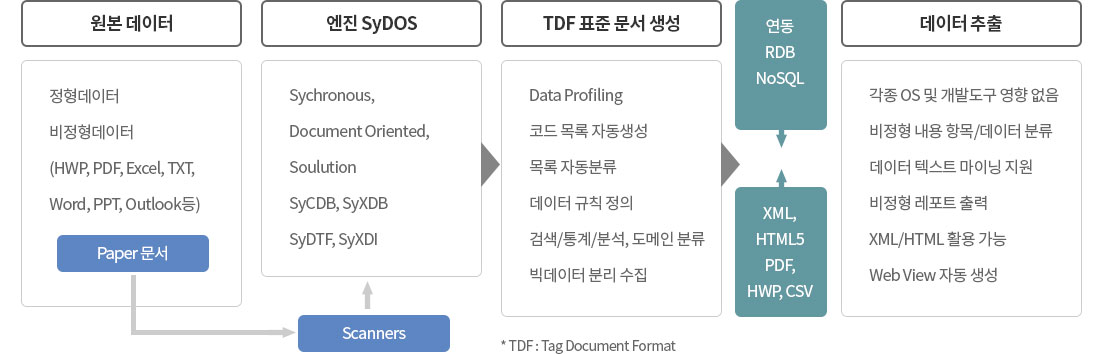 원본 데이터
정형데이터
비정형데이터
(HWP, PDF, Excel, TXT,
Word, PPT, Outlook등)
Paper 문서
엔진 SyDOS
Sychronous,
Document Oriented,
Soulution
SyCDB, SyXDB
SyDTF, SyXDI
Scanners
TDF 표준 문서 생성
Data Profiling
코드 목록 자동생성
목록 자동분류
데이터 규칙 정의
검색/통계/분석, 도메인 분류
빅데이터 분리 수집
* TDF : Tag Document Format
연동
RDB
NoSQL
XML,
HTML5
PDF,
HWP, CSV
데이터 추출
각종 OS 및 개발도구 영향 없음
비정형 내용 항목/데이터 분류
데이터 텍스트 마이닝 지원
비정형 레포트 출력
XML/HTML 활용 가능
Web View 자동 생성